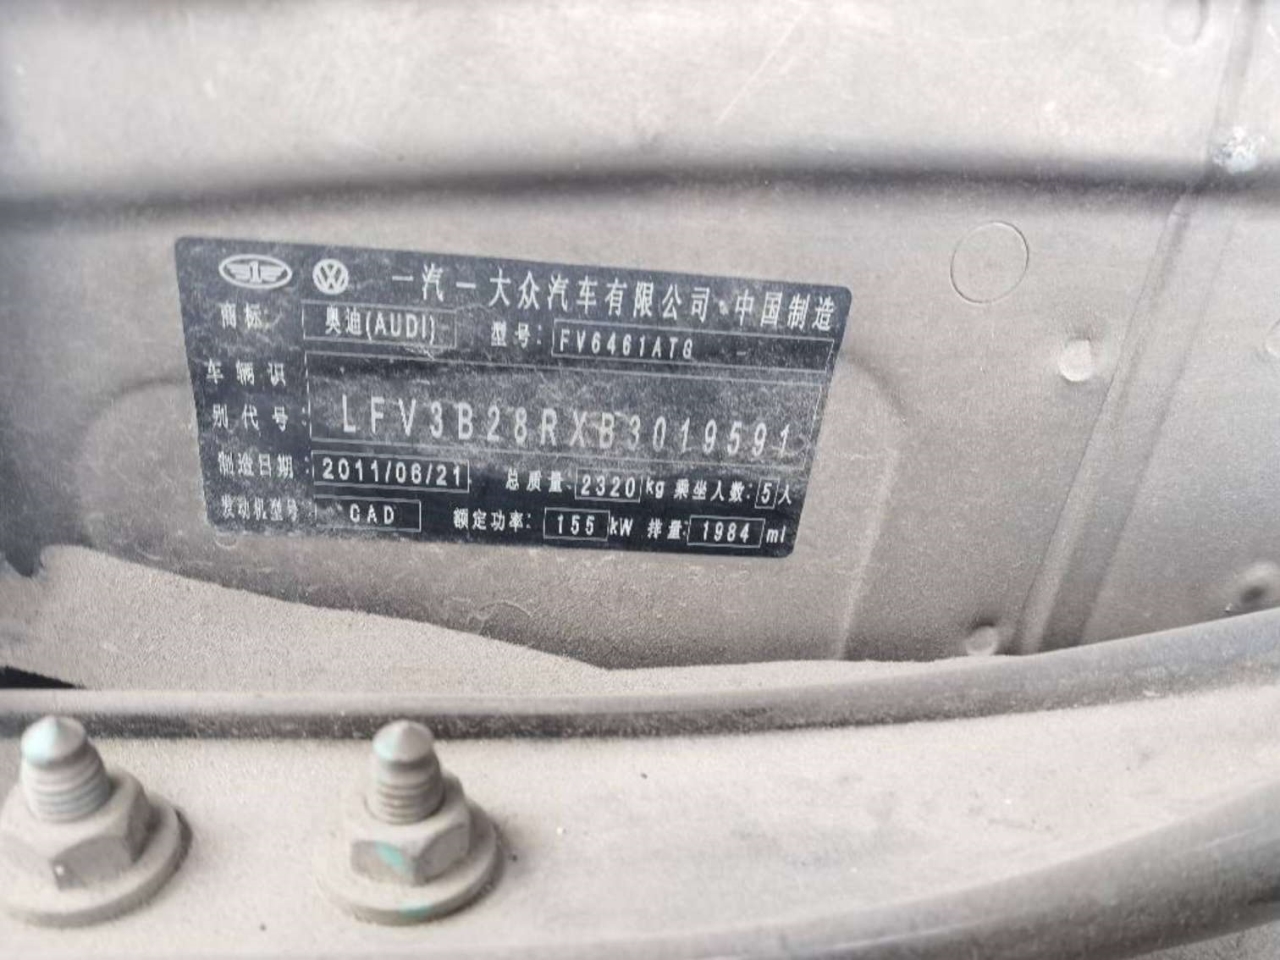 一汽-大众汽车有限公司·中国制造
商标: 奥迪(AUDI) 型号: FV6461ATG
车辆识
别代号: LFV3B28RXB3019591
制造日期: 2011/06/21 总质量: 2320 kg 乘坐人数: 5 人
发动机型号: CAD 额定功率: 155 kW 排量: 1984 ml